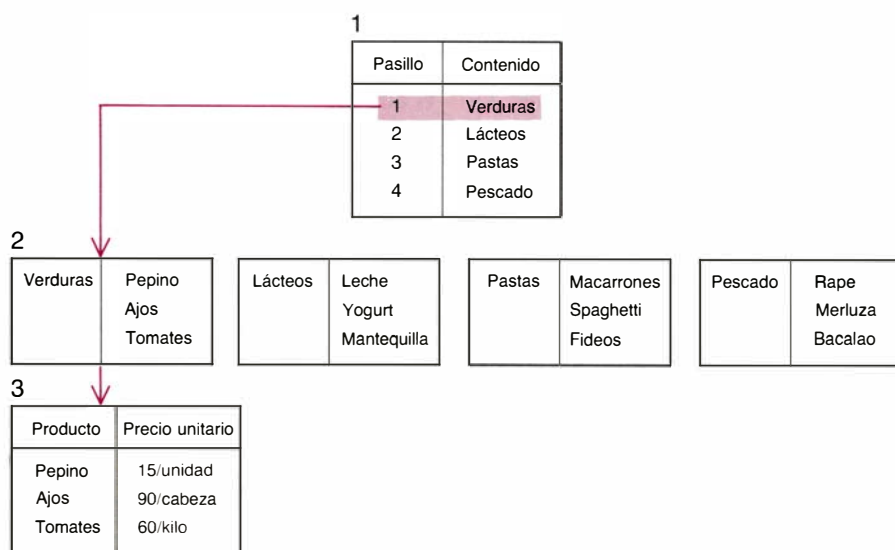 1
Pasillo Contenido
1 Verduras
2 Lácteos
3 Pastas
4 Pescado
2
Verduras Pepino
Ajos
Tomates
Lácteos Leche
Yogurt
Mantequilla
Pastas Macarrones
Spaghetti
Fideos
Pescado Rape
Merluza
Bacalao
3
Producto Precio unitario
Pepino 15/unidad
Ajos 90/cabeza
Tomates 60/kilo